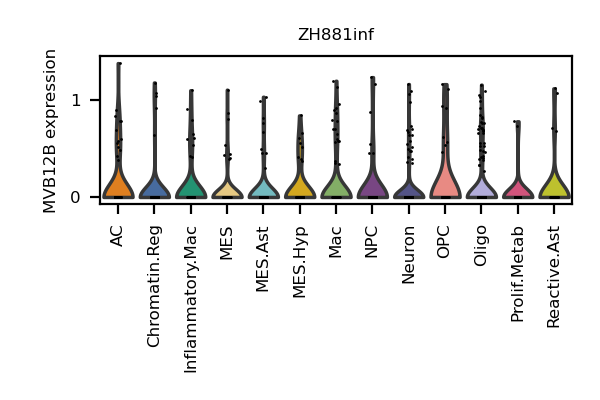 ZH881inf
MVB12B expression
1
0
AC
Chromatin.Reg
Inflammatory.Mac
MES
MES.Ast
MES.Hyp
Mac
NPC
Neuron
OPC
Oligo
Prolif.Metab
Reactive.Ast